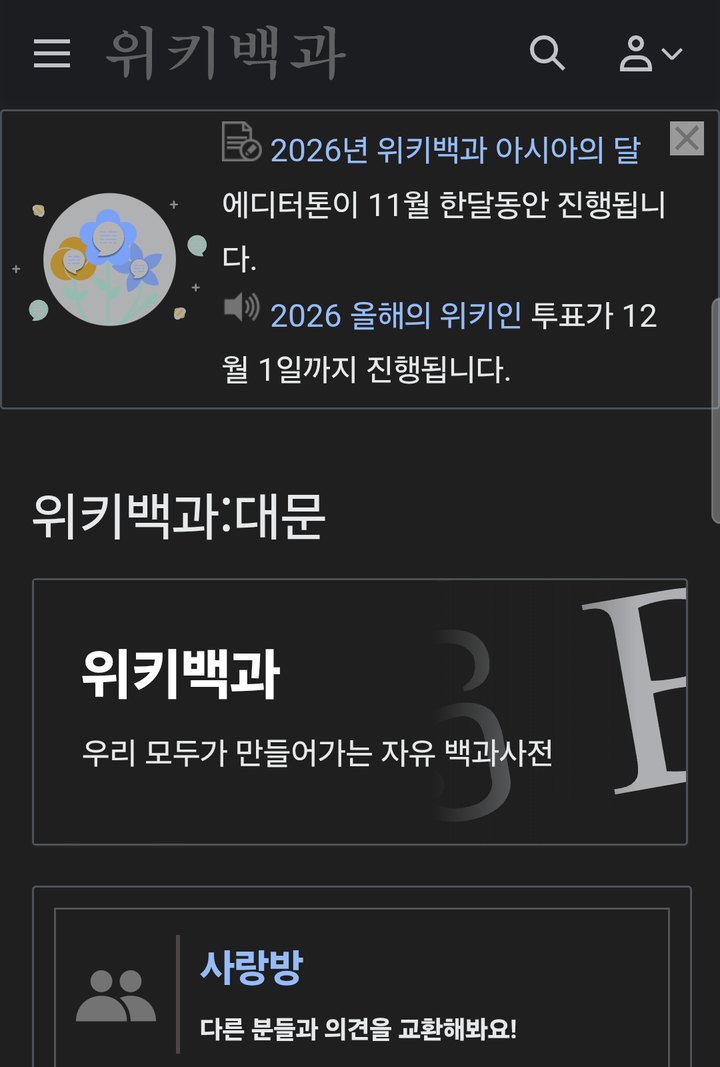 위키백과
2026년 위키백과 아시아의 달
에디터톤이 11월 한달동안 진행됩니
다.
2026 올해의 위키인 투표가 12
월 1일까지 진행됩니다.
위키백과:대문
위키백과
우리 모두가 만들어가는 자유 백과사전
사랑방
다른 분들과 의견을 교환해봐요!